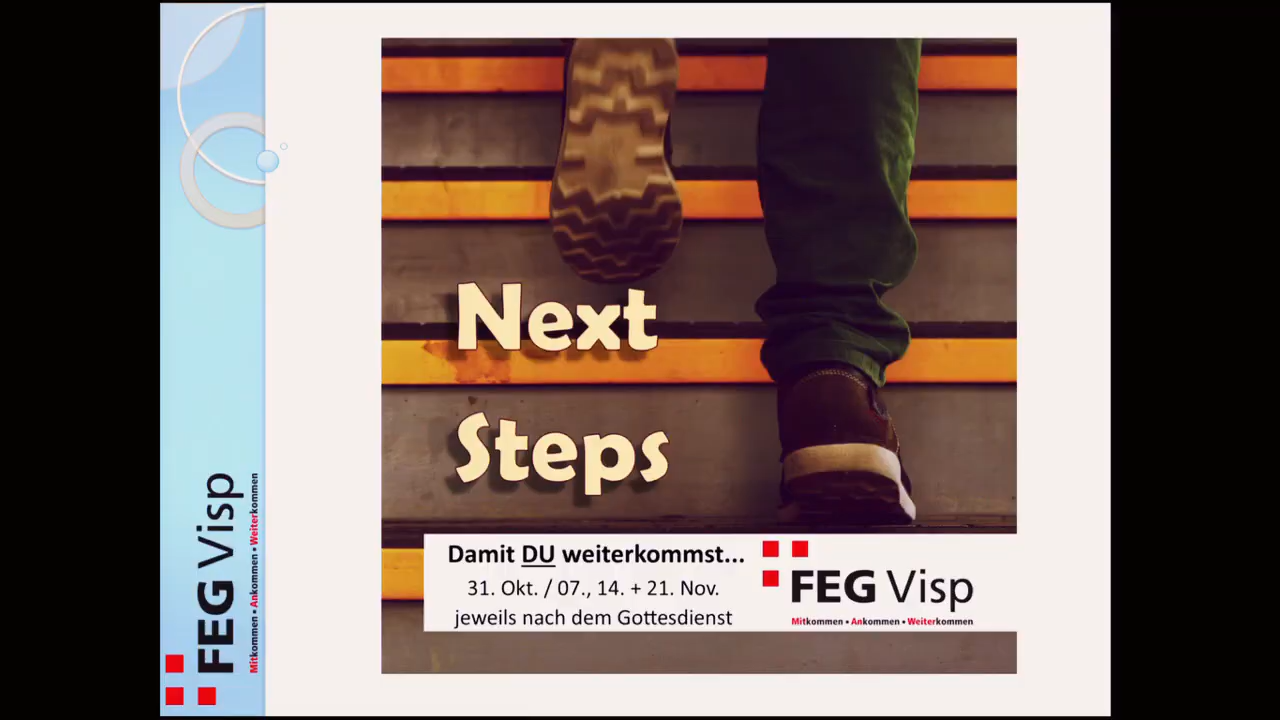 Next
Steps
Damit DU weiterkommst...
31. Okt. / 07., 14. + 21. Nov.
jeweils nach dem Gottesdienst
FEG Visp
Mitkommen • Ankommen • Weiterkommen
FEG Visp
Mitkommen • Ankommen • Weiterkommen